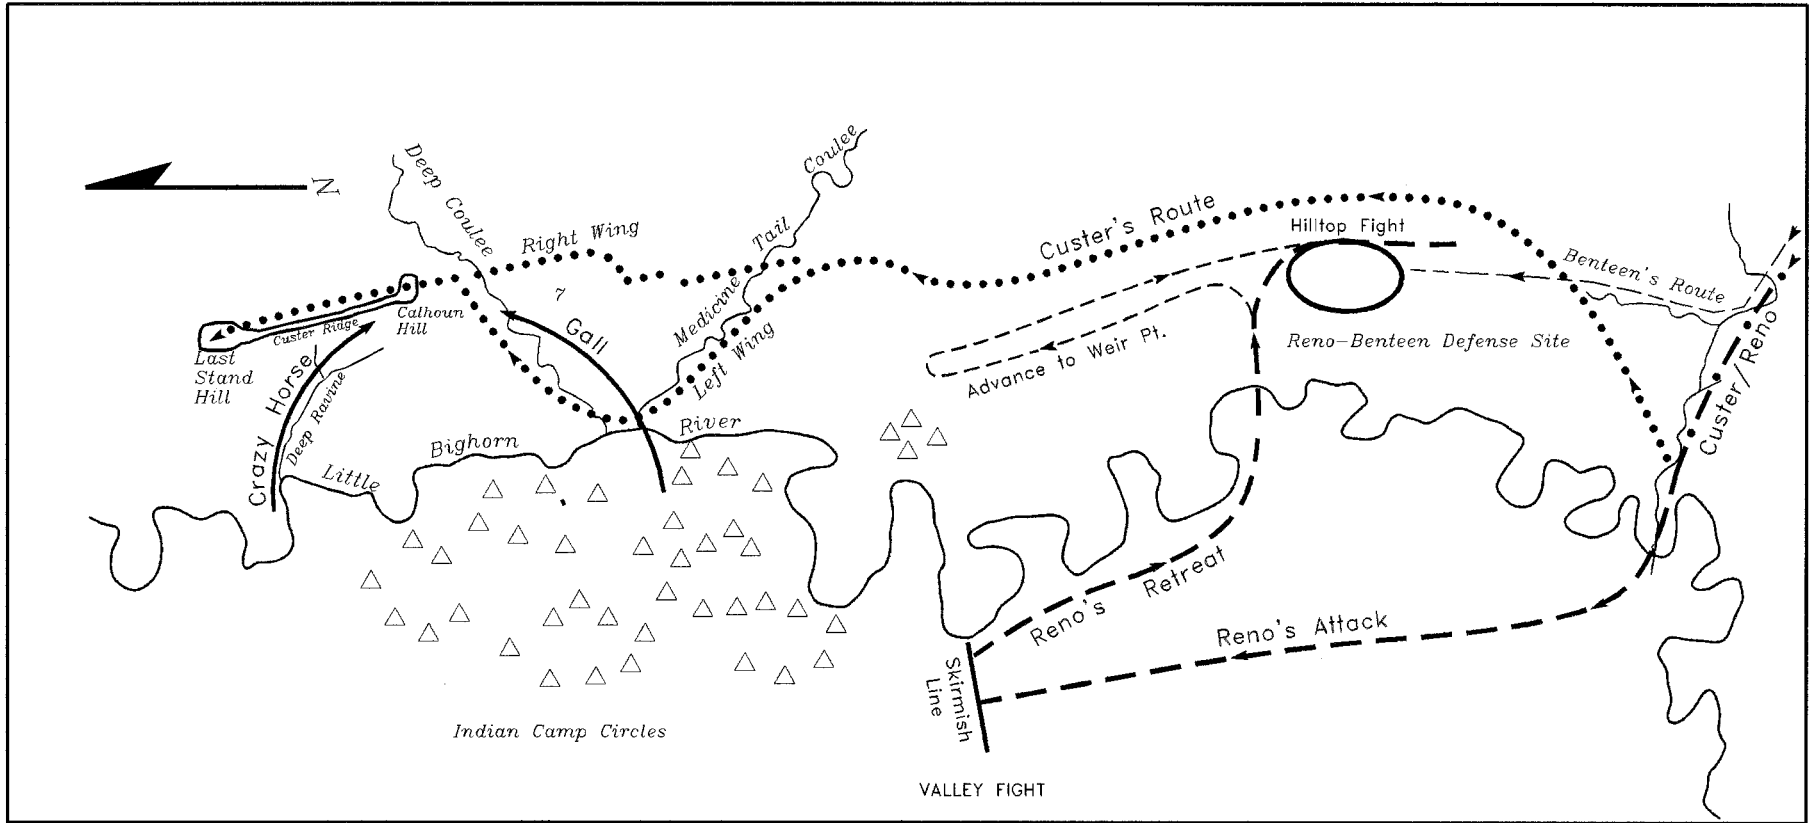 N
Deep Coulee
Right Wing
Medicine Tail Coulee
Left Wing
Custer's Route
Hilltop Fight
Benteen's Route
Custer/Reno
Reno-Benteen Defense Site
Advance to Weir Pt.
Calhoun
Hill
Custer Ridge
Last
Stand
Hill
Crazy Horse
Deep Ravine
Gall
Little Bighorn River
Reno's Retreat
Reno's Attack
Skirmish
Line
Indian Camp Circles
VALLEY FIGHT